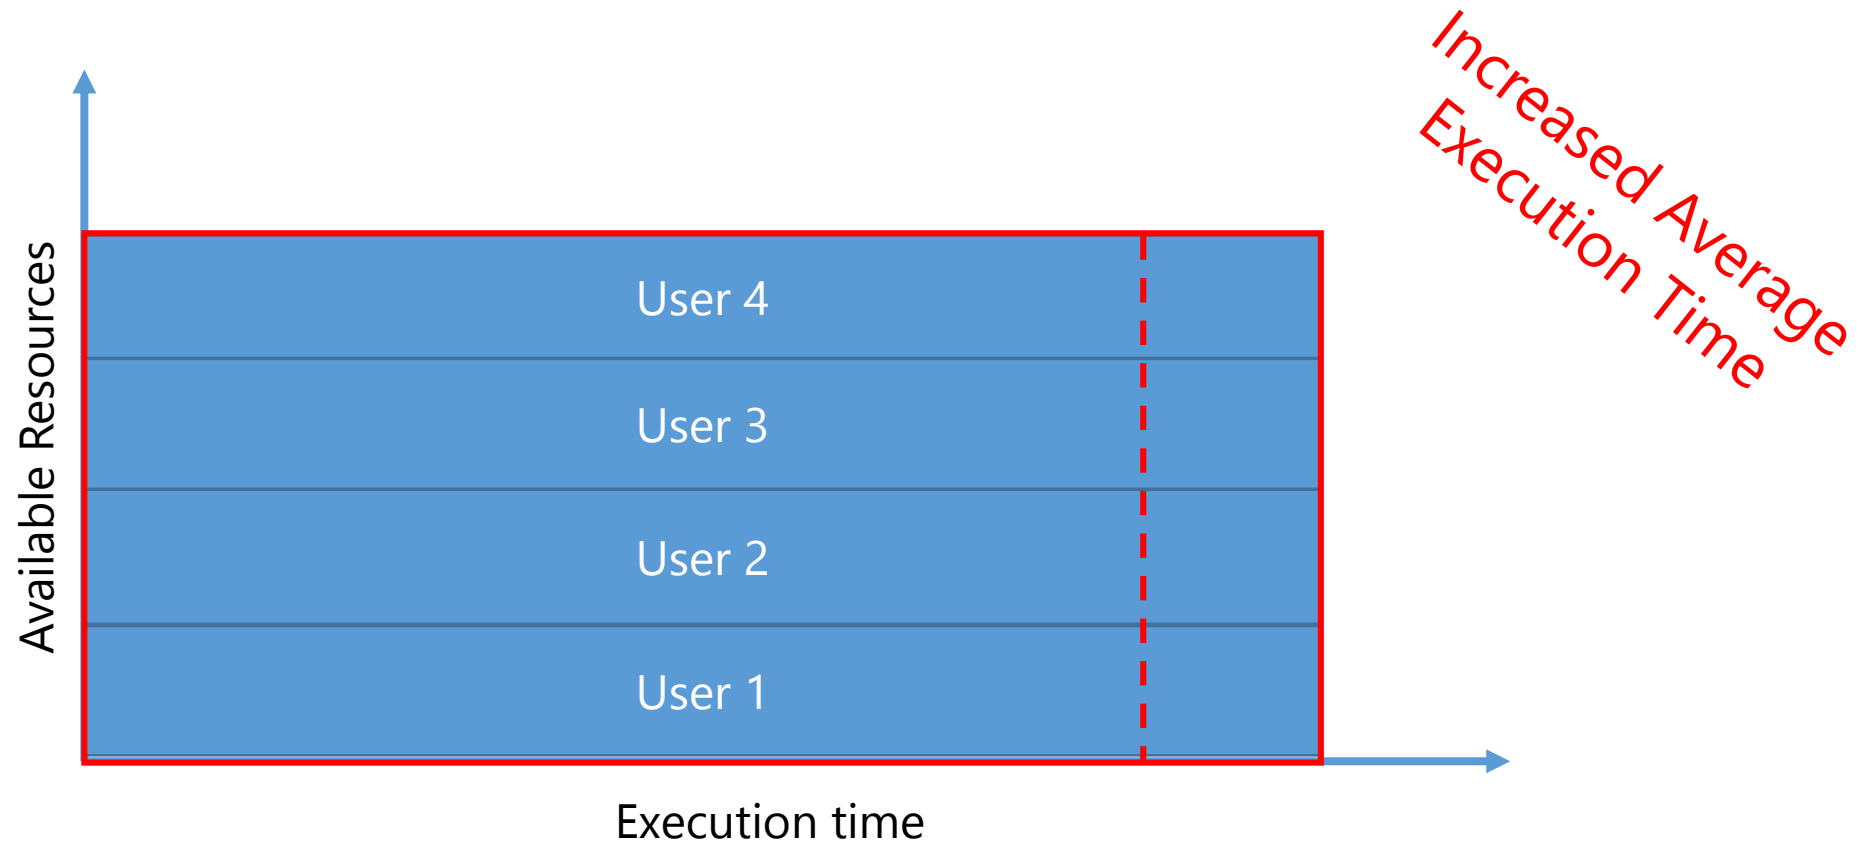 Increased Average
Execution Time
Available Resources
User 4
User 3
User 2
User 1
Execution time